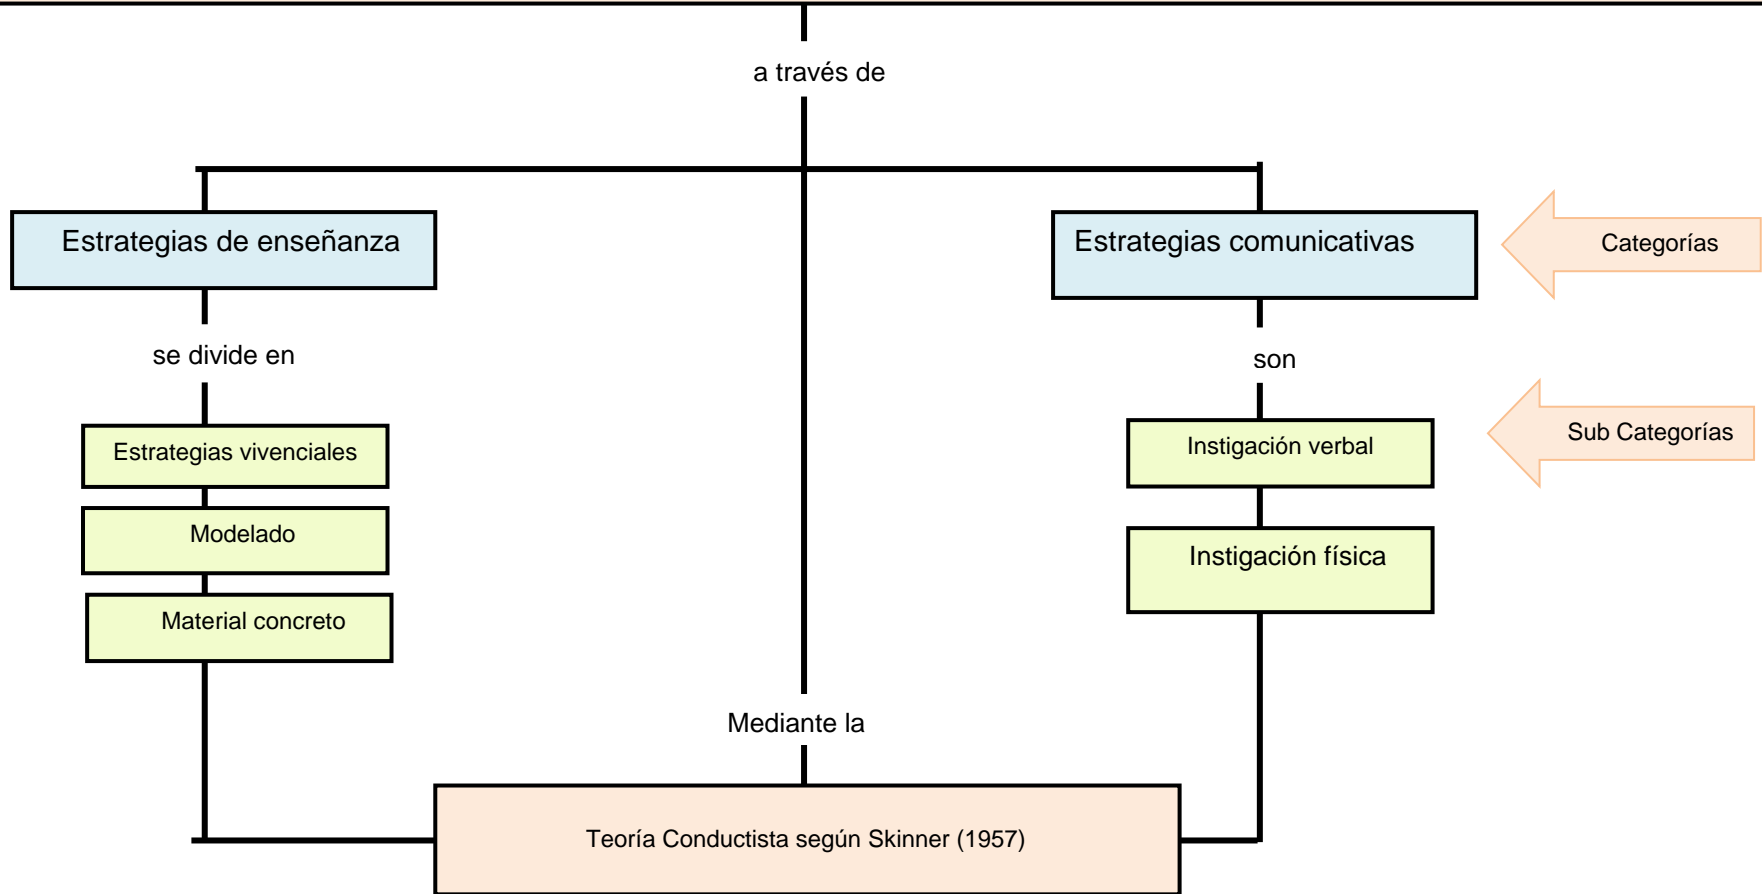 a través de
Estrategias de enseñanza
Estrategias comunicativas
Categorías
se divide en
son
Estrategias vivenciales
Instigación verbal
Sub Categorías
Modelado
Instigación física
Material concreto
Mediante la
Teoría Conductista según Skinner (1957)